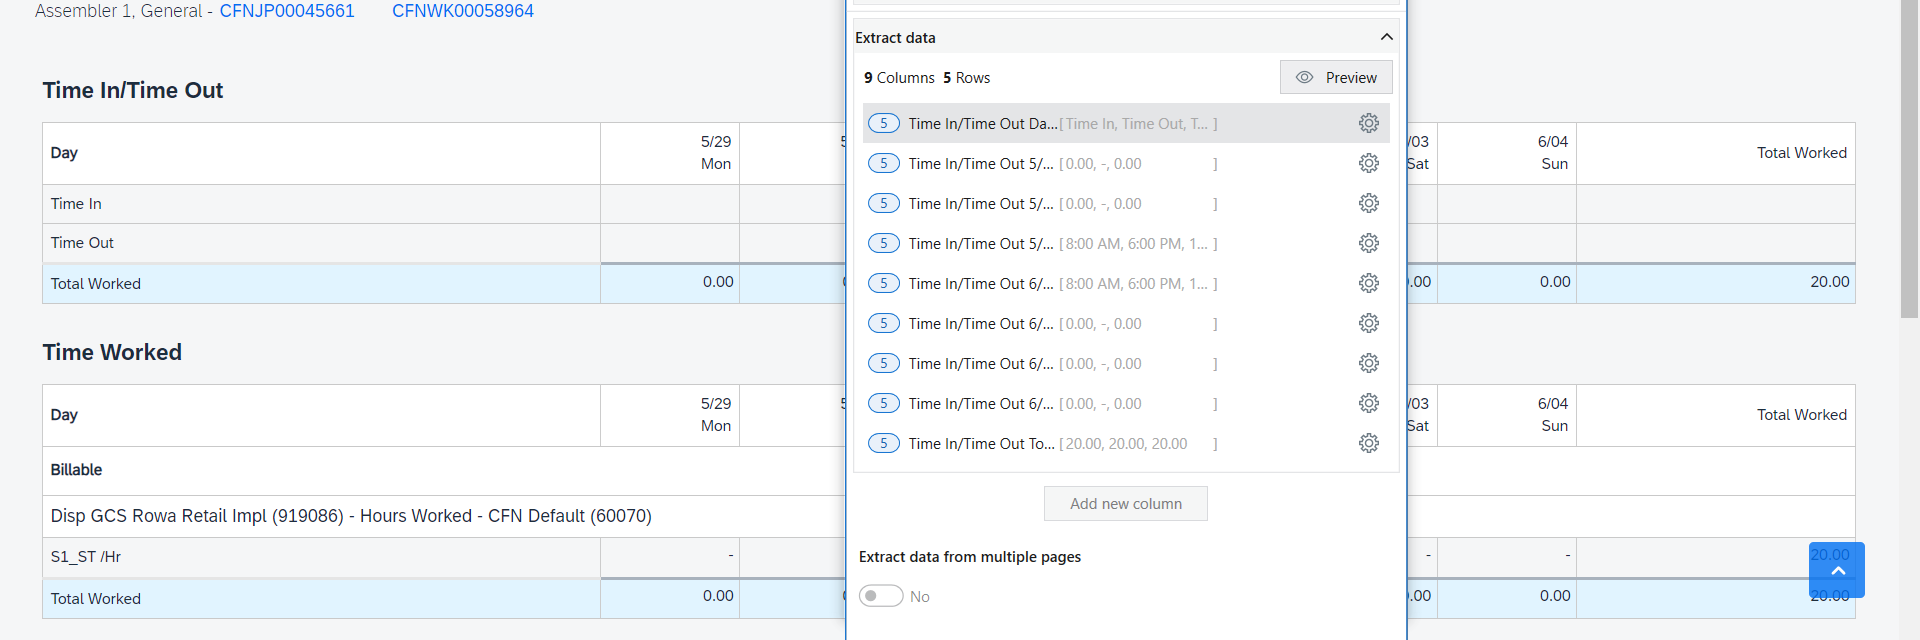 Assembler 1, General - CFNJP00045661 CFNWK00058964
Time In/Time Out
Day 5/29 Mon 6/04 Sun Total Worked
/03 Sat
Time In
Time Out
Total Worked 0.00 .00 0.00 20.00
Time Worked
Day 5/29 Mon /03 Sat 6/04 Sun Total Worked
Billable
Disp GCS Rowa Retail Impl (919086) - Hours Worked - CFN Default (60070)
S1_ST /Hr - - - 20.00
Total Worked 0.00 .00 0.00 20.00
Extract data
9 Columns 5 Rows Preview
5 Time In/Time Out Da... [ Time In, Time Out, T... ]
5 Time In/Time Out 5/... [ 0.00, -, 0.00 ]
5 Time In/Time Out 5/... [ 0.00, -, 0.00 ]
5 Time In/Time Out 5/... [ 8:00 AM, 6:00 PM, 1... ]
5 Time In/Time Out 6/... [ 8:00 AM, 6:00 PM, 1... ]
5 Time In/Time Out 6/... [ 0.00, -, 0.00 ]
5 Time In/Time Out 6/... [ 0.00, -, 0.00 ]
5 Time In/Time Out 6/... [ 0.00, -, 0.00 ]
5 Time In/Time Out To... [ 20.00, 20.00, 20.00 ]
Add new column
Extract data from multiple pages
No